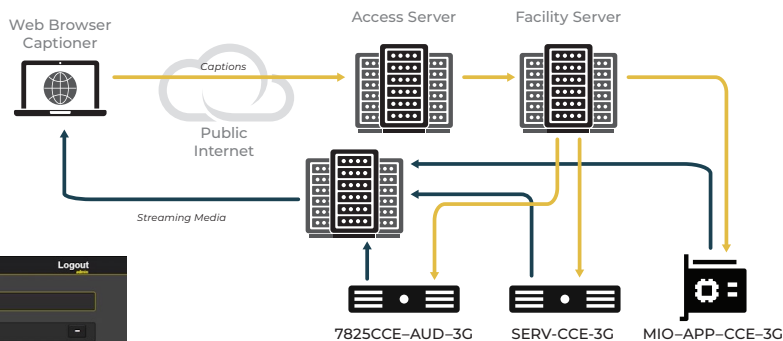 Access Server
Facility Server
Web Browser
Captioner
Captions
Public
Internet
Streaming Media
Logout
admin
7825CCE–AUD–3G
SERV-CCE-3G
MIO–APP–CCE–3G